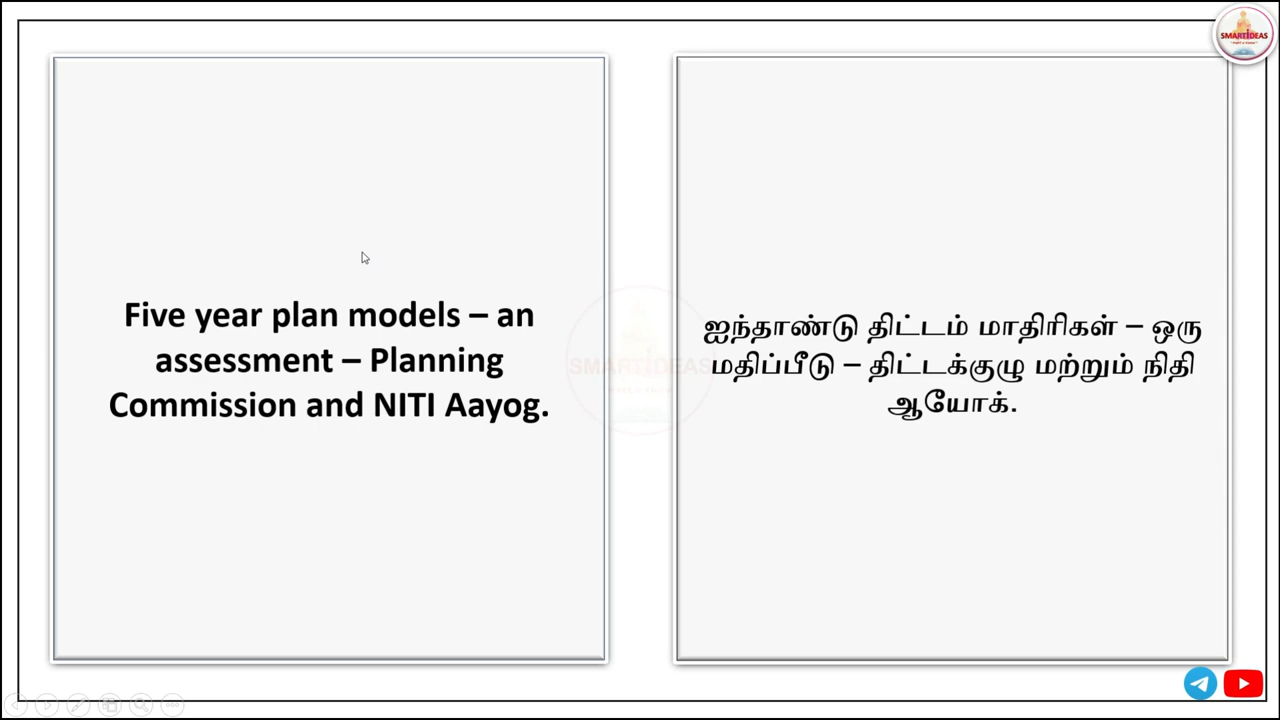 SMARTIDEAS
Five year plan models – an
assessment – Planning
Commission and NITI Aayog.
SMARTIDEAS
ஐந்தாண்டு திட்டம் மாதிரிகள் – ஒரு
மதிப்பீடு – திட்டக்குழு மற்றும் நிதி
ஆயோக்.